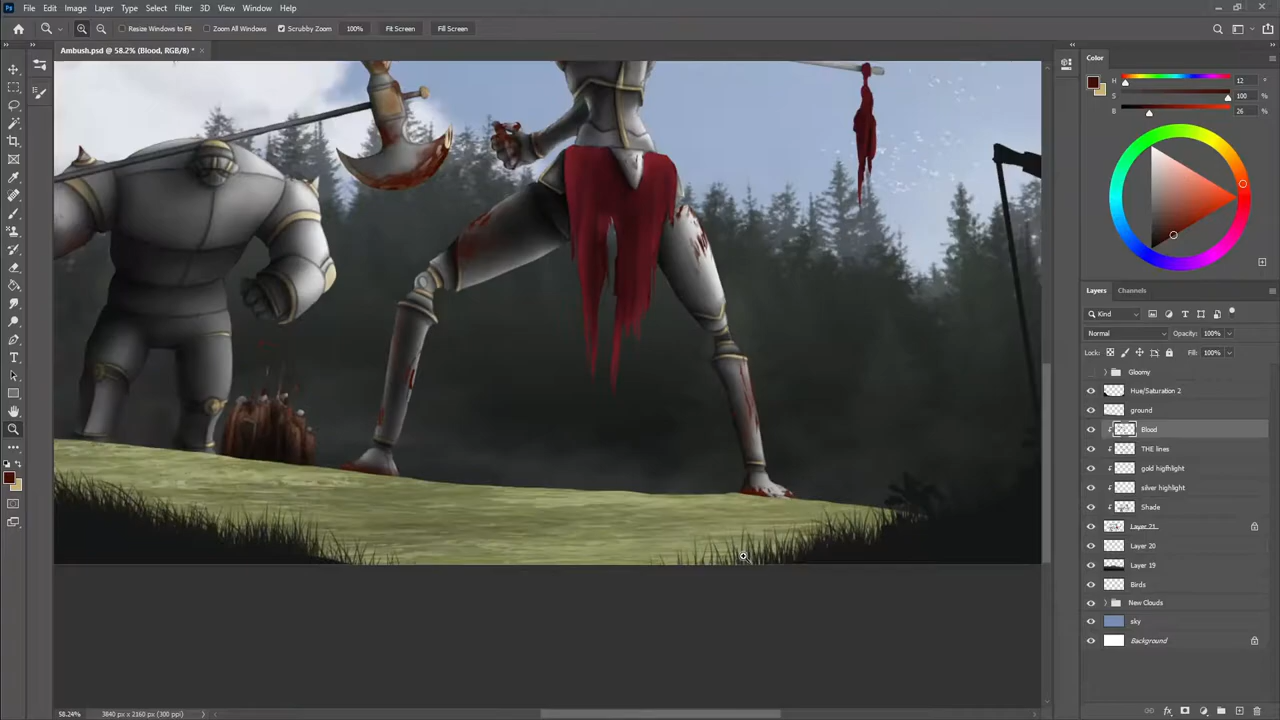 Ps File Edit Image Layer Type Select Filter 3D View Window Help
Resize Windows to Fit Zoom All Windows Scrubby Zoom 100% Fit Screen Fill Screen
Ambush.psd @ 58.2% (Blood, RGB/8) * ×
Color
H 12 °
S 100 %
B 26 %
Layers Channels
Kind
Normal Opacity: 100%
Lock: Fill: 100%
Gloomy
Hue/Saturation 2
ground
Blood
THE lines
gold higfhlight
silver highlight
Shade
Layer 21
Layer 20
Layer 19
Birds
New Clouds
sky
Background
58.24% 3840 px x 2160 px (300 ppi)
fx